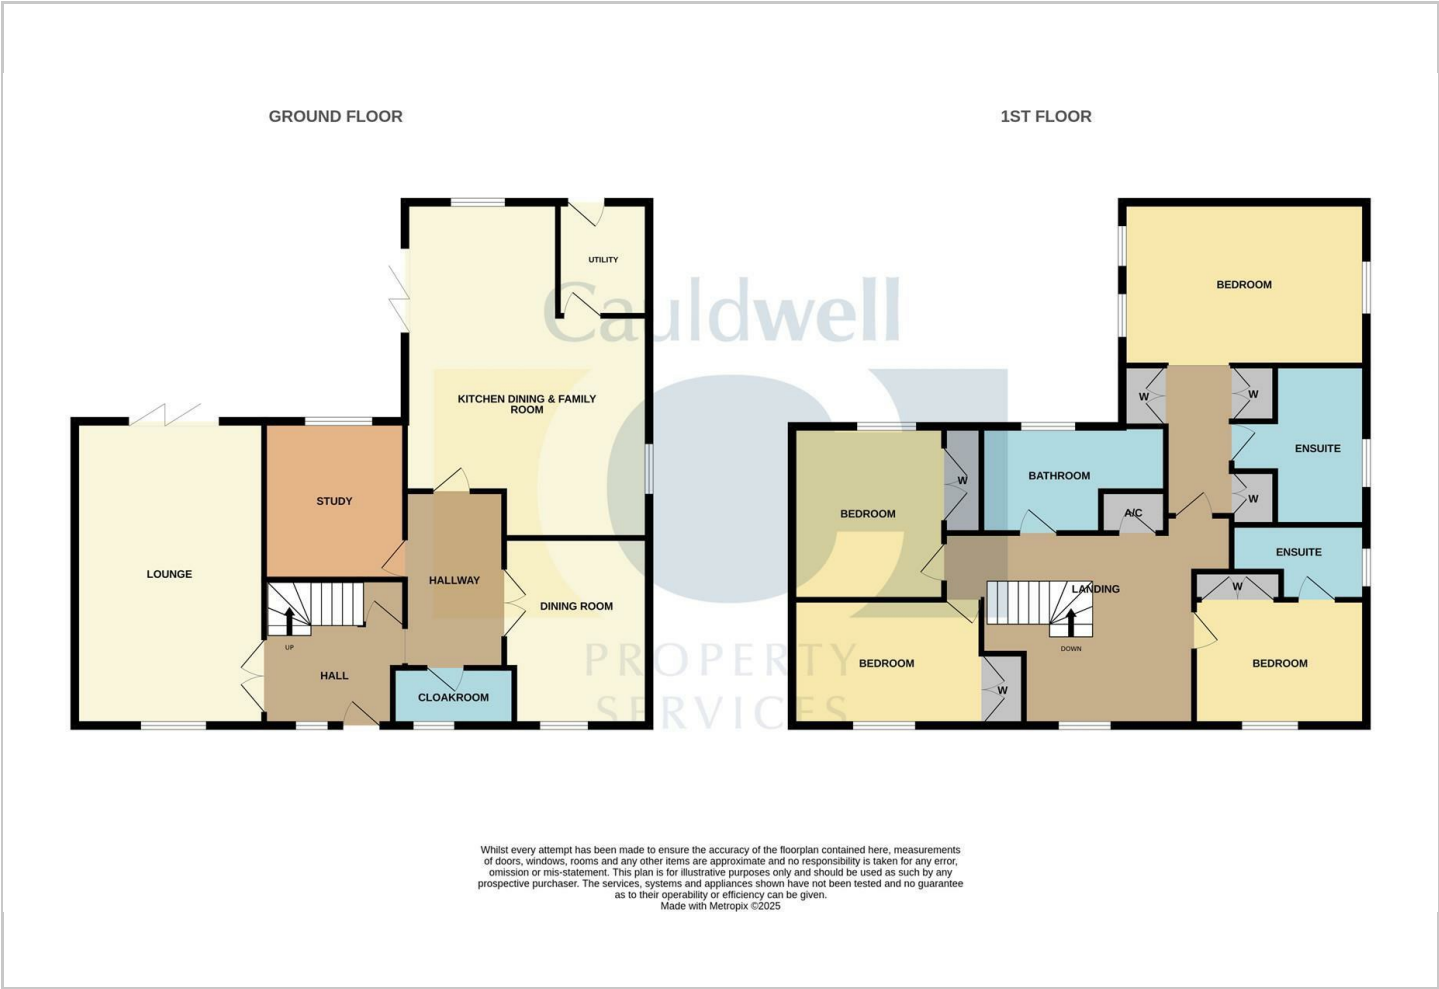 GROUND FLOOR
1ST FLOOR
UTILITY
KITCHEN DINING & FAMILY
ROOM
STUDY
LOUNGE
HALLWAY
DINING ROOM
UP
HALL
CLOAKROOM
BEDROOM
W
W
ENSUITE
BATHROOM
W
BEDROOM
W
A/C
ENSUITE
LANDING
W
DOWN
BEDROOM
W
BEDROOM
Cauldwell
PROPERTY
SERVICES
Whilst every attempt has been made to ensure the accuracy of the floorplan contained here, measurements
of doors, windows, rooms and any other items are approximate and no responsibility is taken for any error,
omission or mis-statement. This plan is for illustrative purposes only and should be used as such by any
prospective purchaser. The services, systems and appliances shown have not been tested and no guarantee
as to their operability or efficiency can be given.
Made with Metropix ©2025